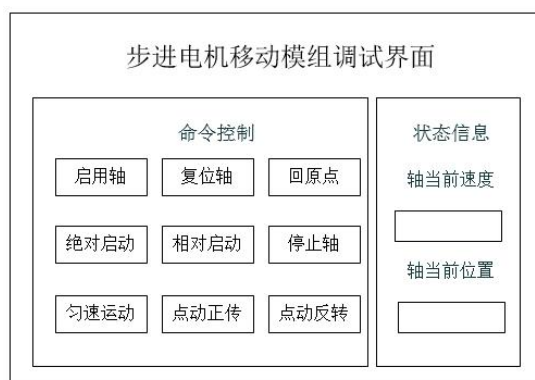 步进电机移动模组调试界面
命令控制
启用轴 复位轴 回原点
绝对启动 相对启动 停止轴
匀速运动 点动正传 点动反转
状态信息
轴当前速度
轴当前位置